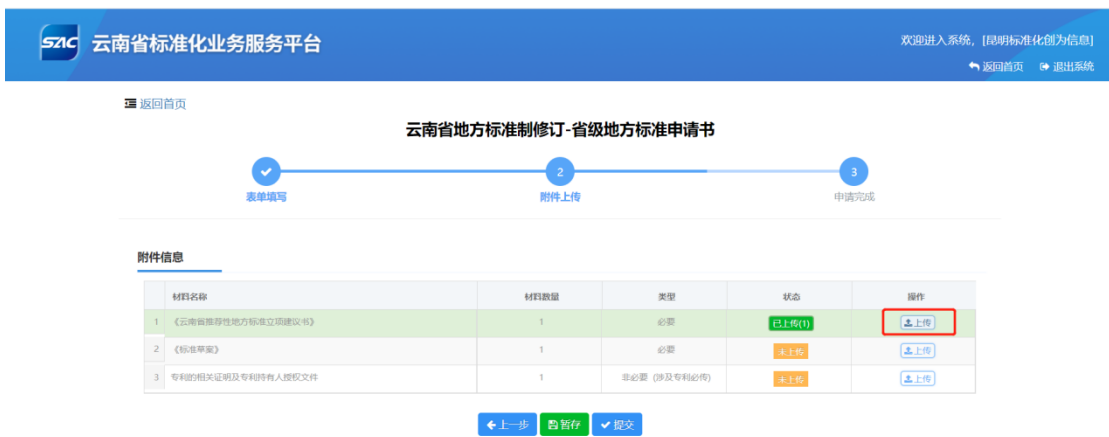 SAC 云南省标准化业务服务平台
欢迎进入系统, [昆明标准化创为信息]
返回首页 退出系统
返回首页
云南省地方标准制修订-省级地方标准申请书
2 3
表单填写 附件上传 申请完成
附件信息
材料名称 材料数量 类型 状态 操作
1 《云南省推荐性地方标准立项建议书》 1 必要 已上传(1) 上传
2 《标准草案》 1 必要 未上传 上传
3 专利的相关证明及专利持有人授权文件 1 非必要 (涉及专利必传) 未上传 上传
上一步 暂存 提交